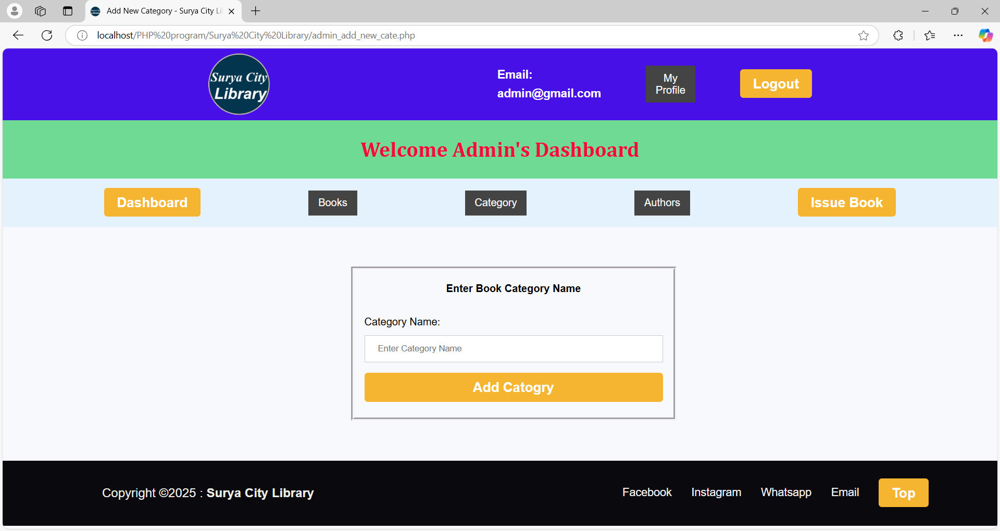 Add New Category - Surya City Li
localhost/PHP%20program/Surya%20City%20Library/admin_add_new_cate.php
Surya City
Library
Email:
admin@gmail.com
My
Profile
Logout
Welcome Admin's Dashboard
Dashboard
Books
Category
Authors
Issue Book
Enter Book Category Name
Category Name:
Enter Category Name
Add Catogry
Copyright ©2025 : Surya City Library
Facebook
Instagram
Whatsapp
Email
Top